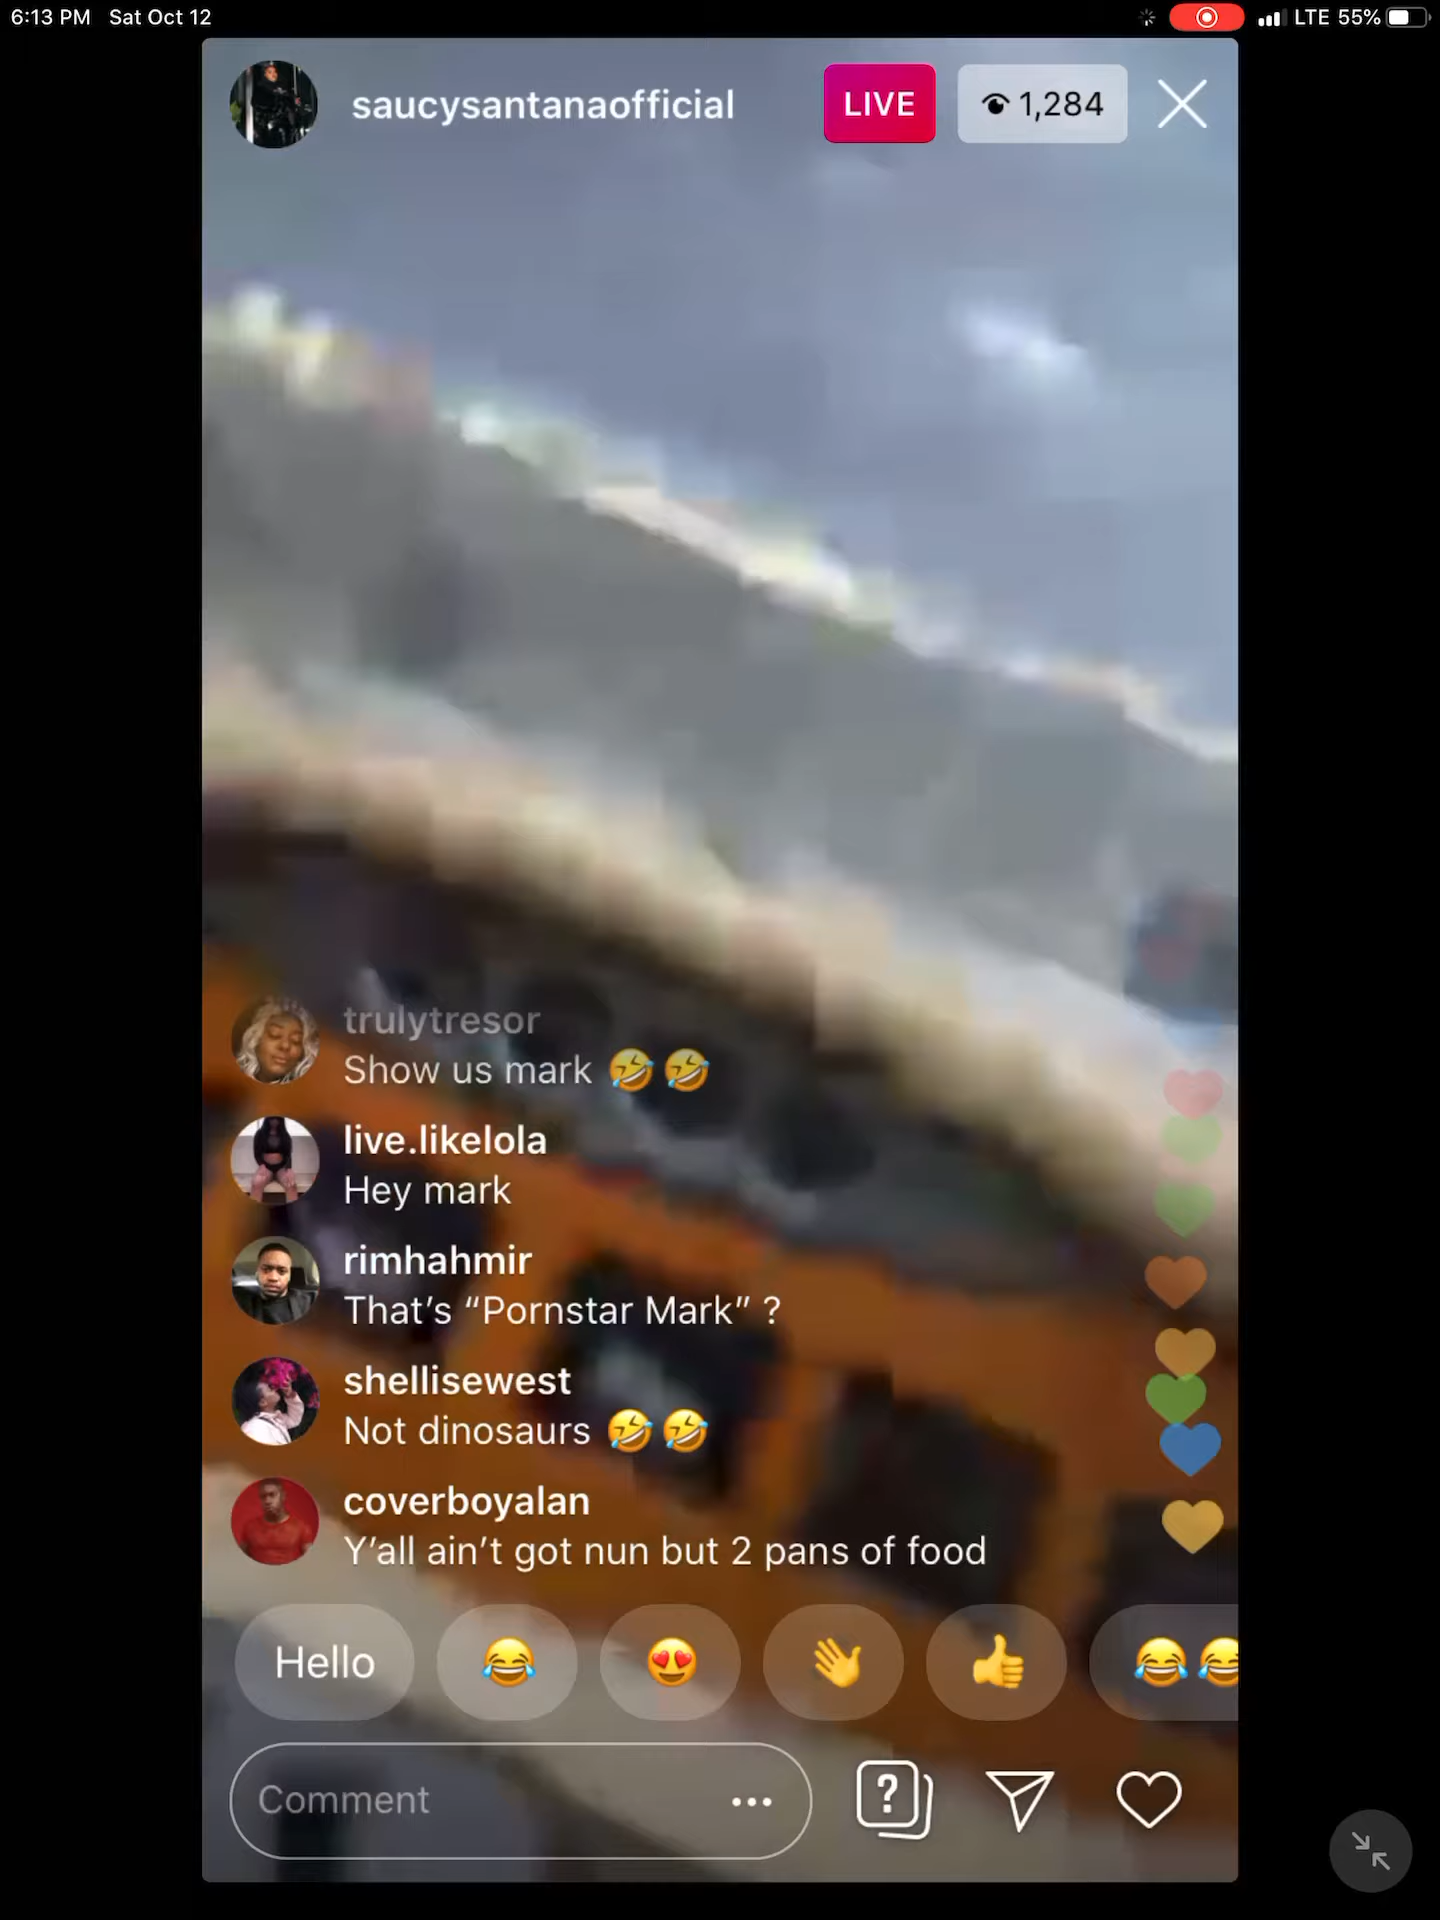 6:13 PM Sat Oct 12
LTE 55%
saucysantanaofficial LIVE 1,284
trulytresor
Show us mark 🤣 🤣
live.likelola
Hey mark
rimhahmir
That’s “Pornstar Mark” ?
shellisewest
Not dinosaurs 🤣 🤣
coverboyalan
Y’all ain’t got nun but 2 pans of food
Hello 😂 😍 👋 👍 😂 😂
Comment
?